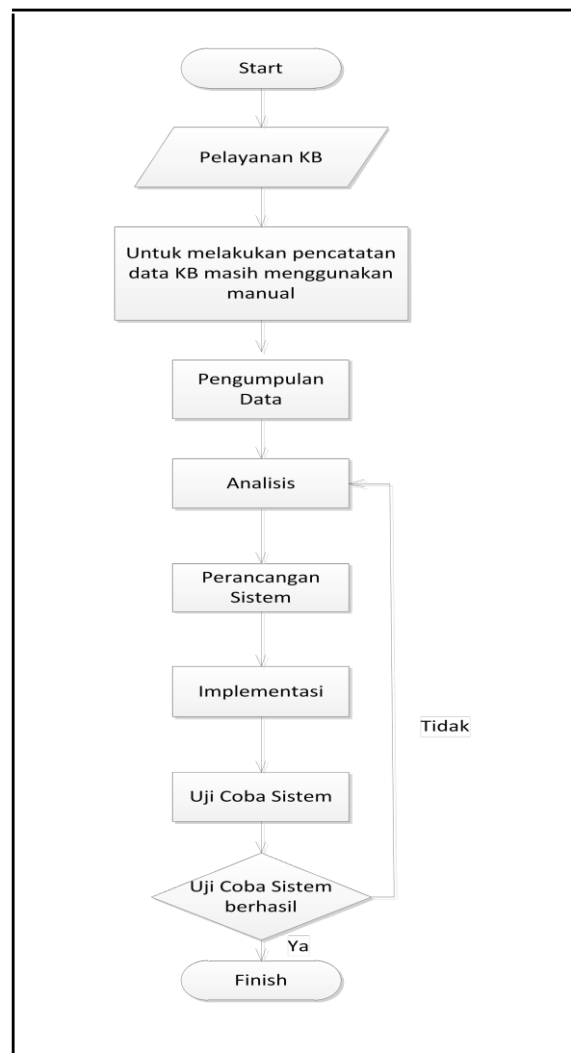 Start
Pelayanan KB
Untuk melakukan pencatatan
data KB masih menggunakan
manual
Pengumpulan
Data
Analisis
Perancangan
Sistem
Implementasi
Tidak
Uji Coba Sistem
Uji Coba Sistem
berhasil
Ya
Finish